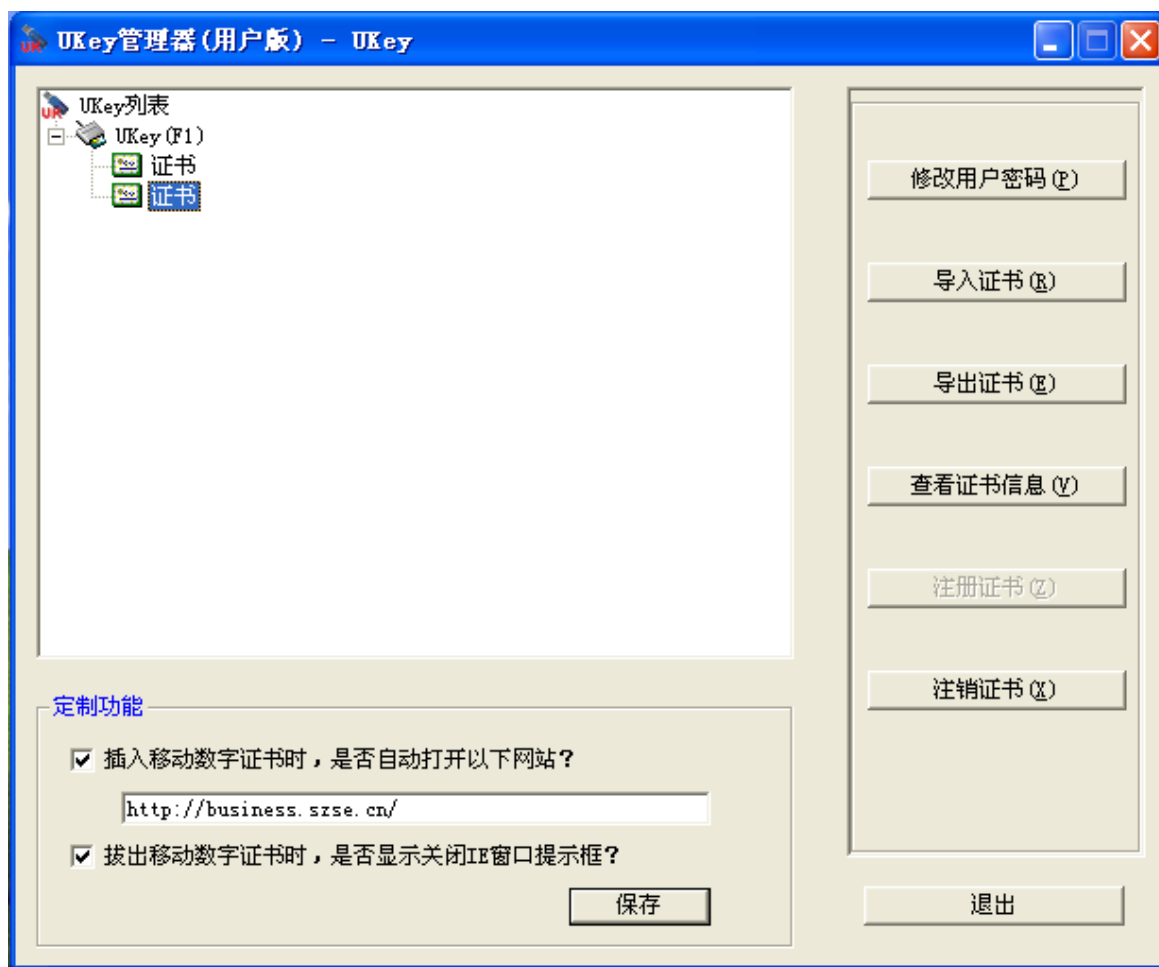 UKey管理器(用户版) - UKey
UKey列表
UKey(F1)
证书
证书
修改用户密码(P)
导入证书(R)
导出证书(E)
查看证书信息(V)
注册证书(Z)
注销证书(X)
定制功能
插入移动数字证书时，是否自动打开以下网站？
http://business.szse.cn/
拔出移动数字证书时，是否显示关闭IE窗口提示框？
保存
退出